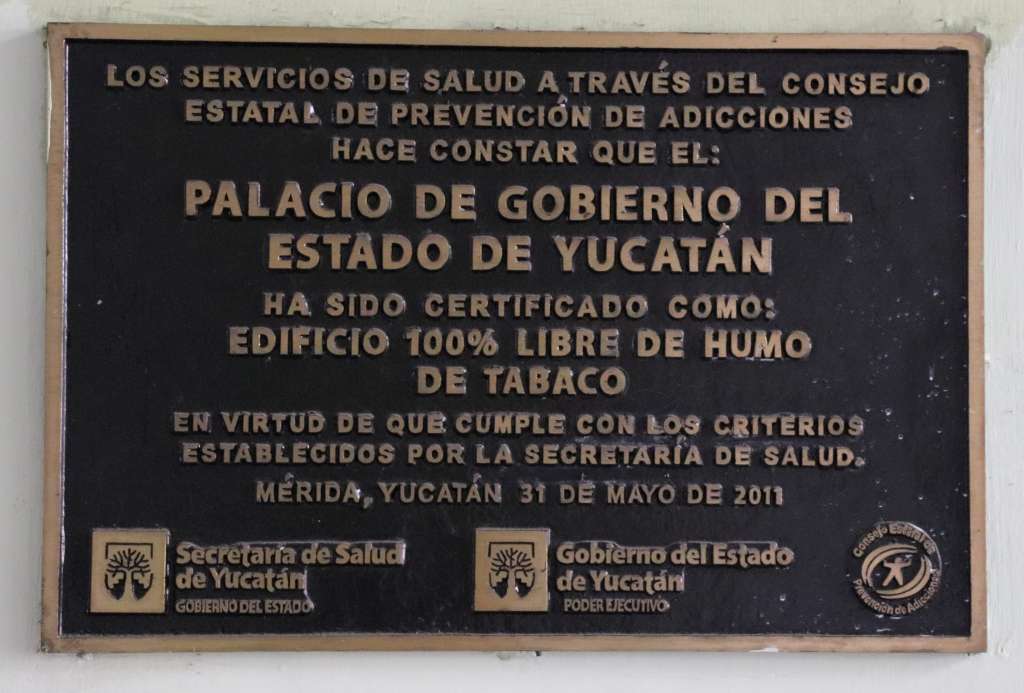 LOS SERVICIOS DE SALUD A TRAVÉS DEL CONSEJO
ESTATAL DE PREVENCIÓN DE ADICCIONES
HACE CONSTAR QUE EL:
PALACIO DE GOBIERNO DEL
ESTADO DE YUCATÁN
HA SIDO CERTIFICADO COMO:
EDIFICIO 100% LIBRE DE HUMO
DE TABACO
EN VIRTUD DE QUE CUMPLE CON LOS CRITERIOS
ESTABLECIDOS POR LA SECRETARÍA DE SALUD.
MÉRIDA, YUCATÁN 31 DE MAYO DE 2011
Secretaría de Salud
de Yucatán
GOBIERNO DEL ESTADO
Gobierno del Estado
de Yucatán
PODER EJECUTIVO
Consejo Estatal de
Prevención de Adicciones